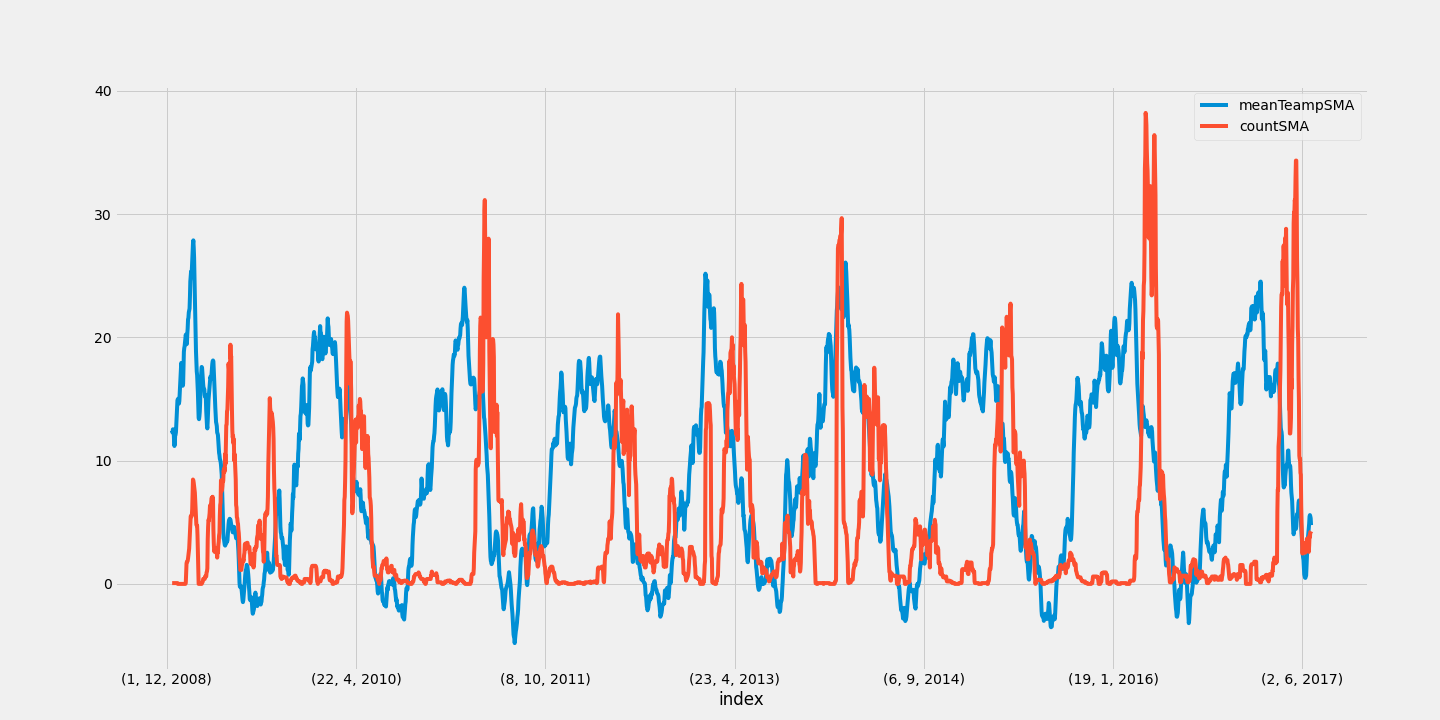 40
meanTeampSMA
countSMA
30
20
10
0
(1, 12, 2008) (22, 4, 2010) (8, 10, 2011) (23, 4, 2013) (6, 9, 2014) (19, 1, 2016) (2, 6, 2017)
index